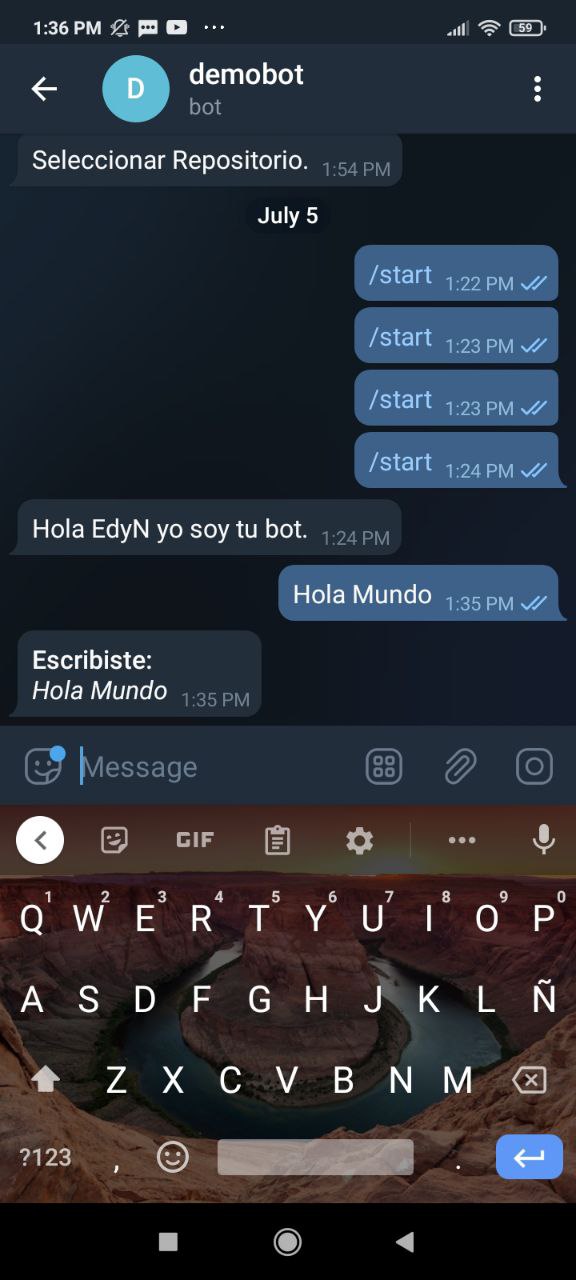 1:36 PM 59
D
demobot
bot
Seleccionar Repositorio. 1:54 PM
July 5
/start 1:22 PM
/start 1:23 PM
/start 1:23 PM
/start 1:24 PM
Hola EdyN yo soy tu bot. 1:24 PM
Hola Mundo 1:35 PM
Escribiste:
Hola Mundo 1:35 PM
Message
GIF
1 2 3 4 5 6 7 8 9 0
Q W E R T Y U I O P
A S D F G H J K L Ñ
Z X C V B N M
?123 , .